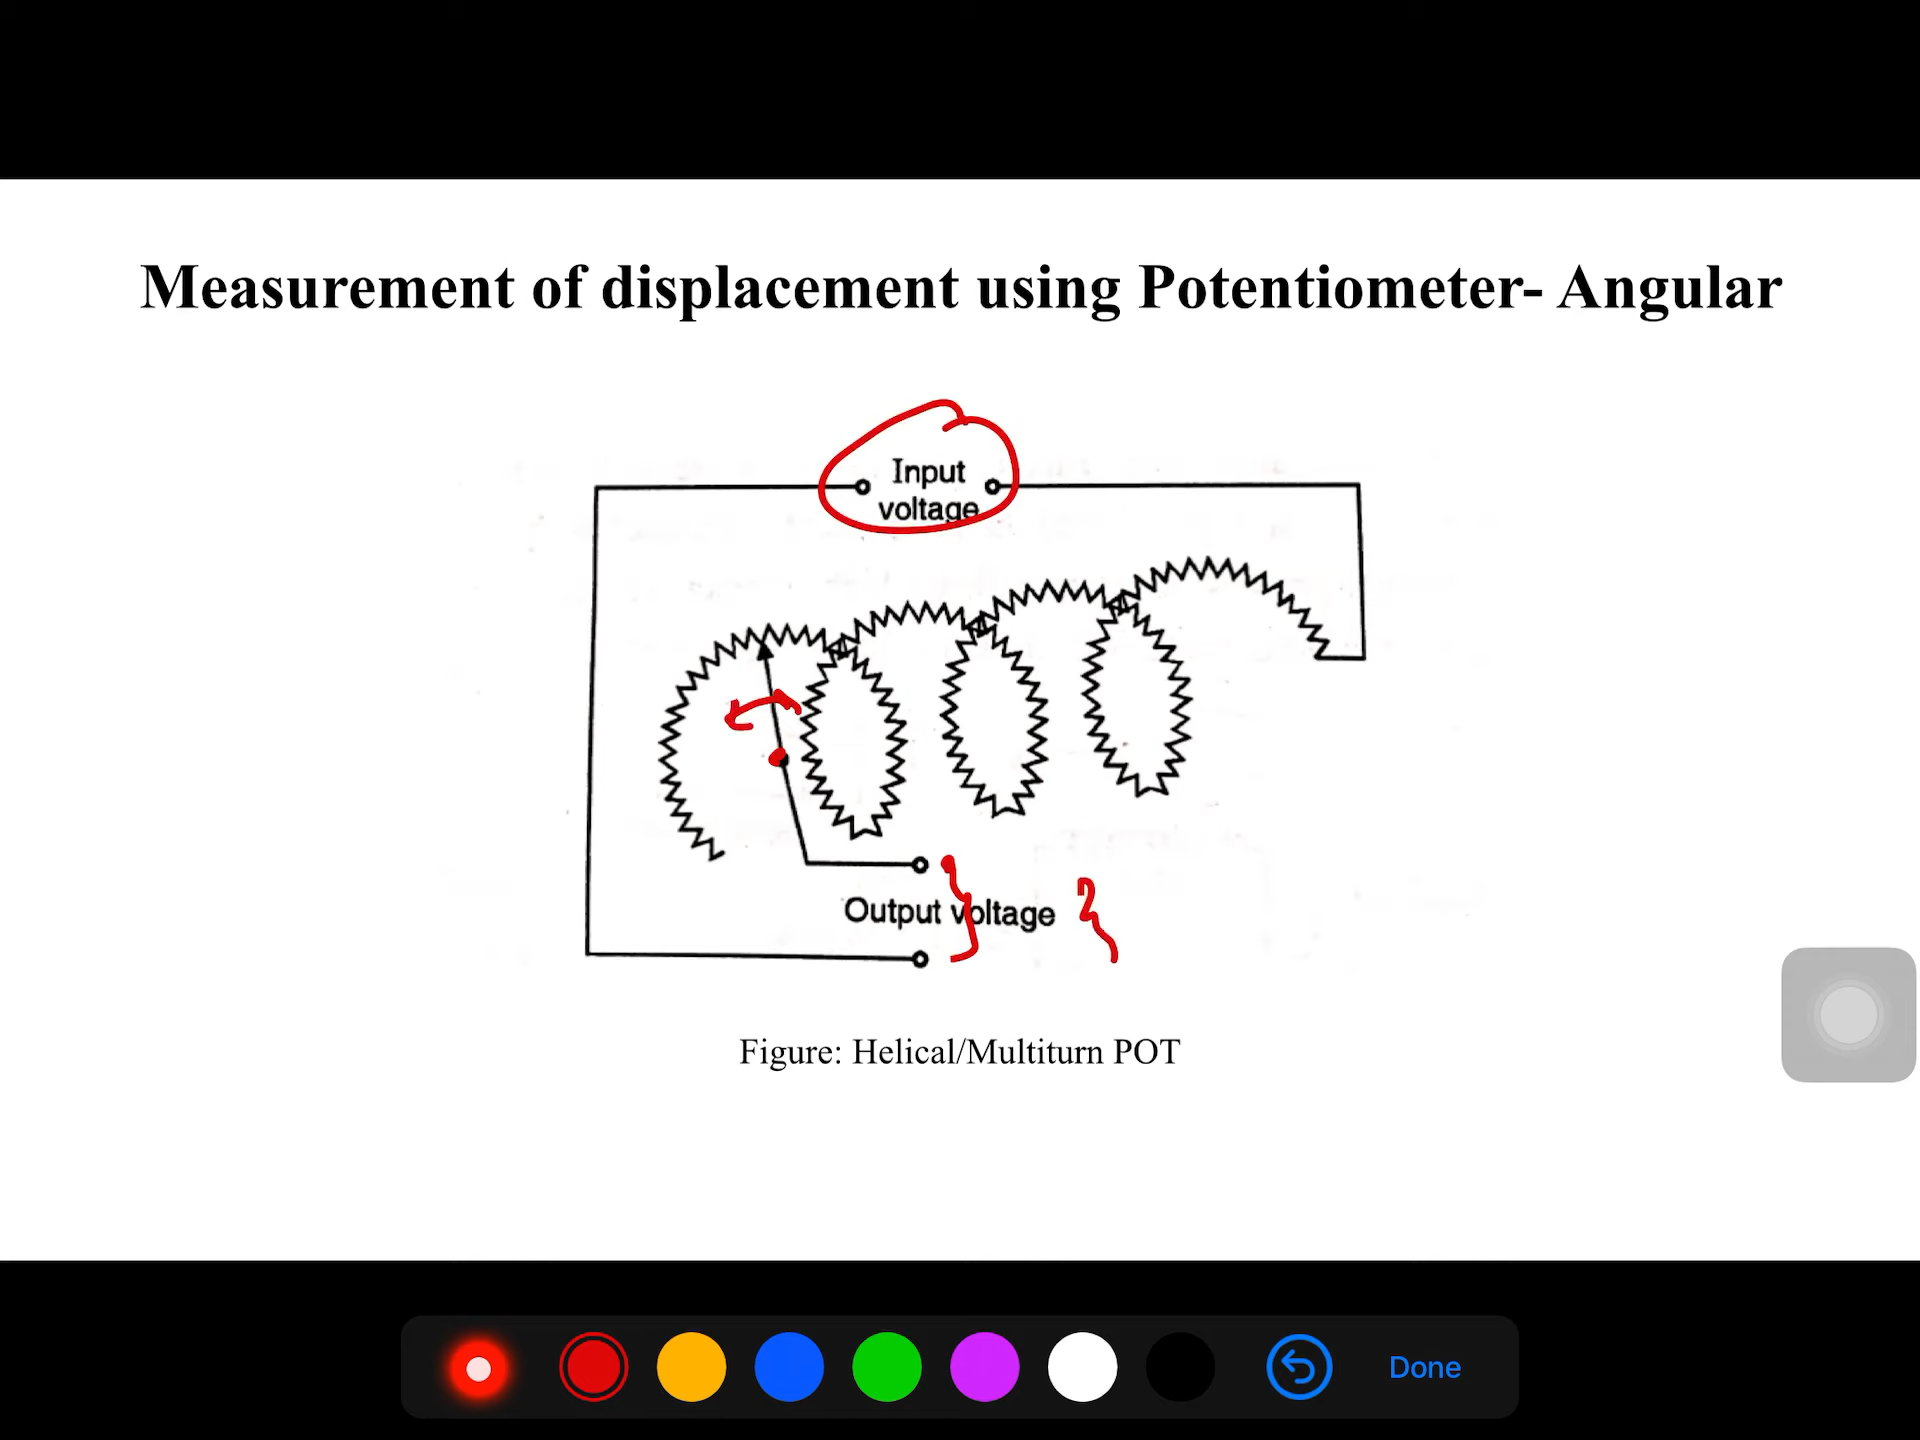 Measurement of displacement using Potentiometer- Angular
Input
voltage
Output voltage
Figure: Helical/Multiturn POT
Done